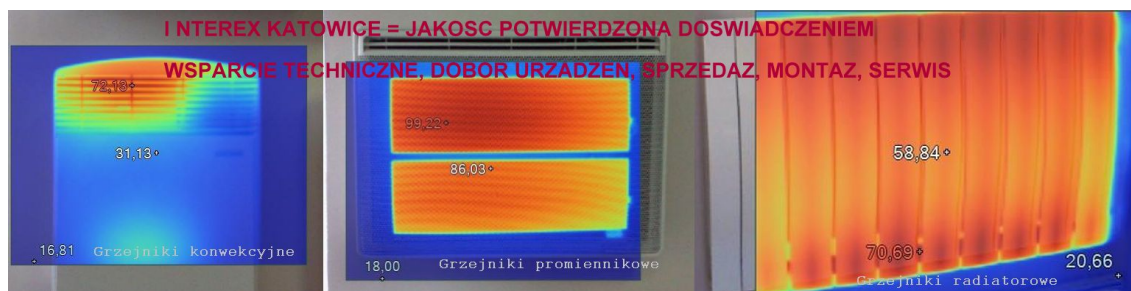 I NTEREX KATOWICE = JAKOSC POTWIERDZONA DOSWIADCZENIEM
WSPARCIE TECHNICZNE, DOBOR URZADZEN, SPRZEDAZ, MONTAZ, SERWIS
72,18
31,13
16,81
Grzejniki konwekcyjne
99,22
86,03
18,00
Grzejniki promiennikowe
58,84
70,69
20,66
Grzejniki radiatorowe